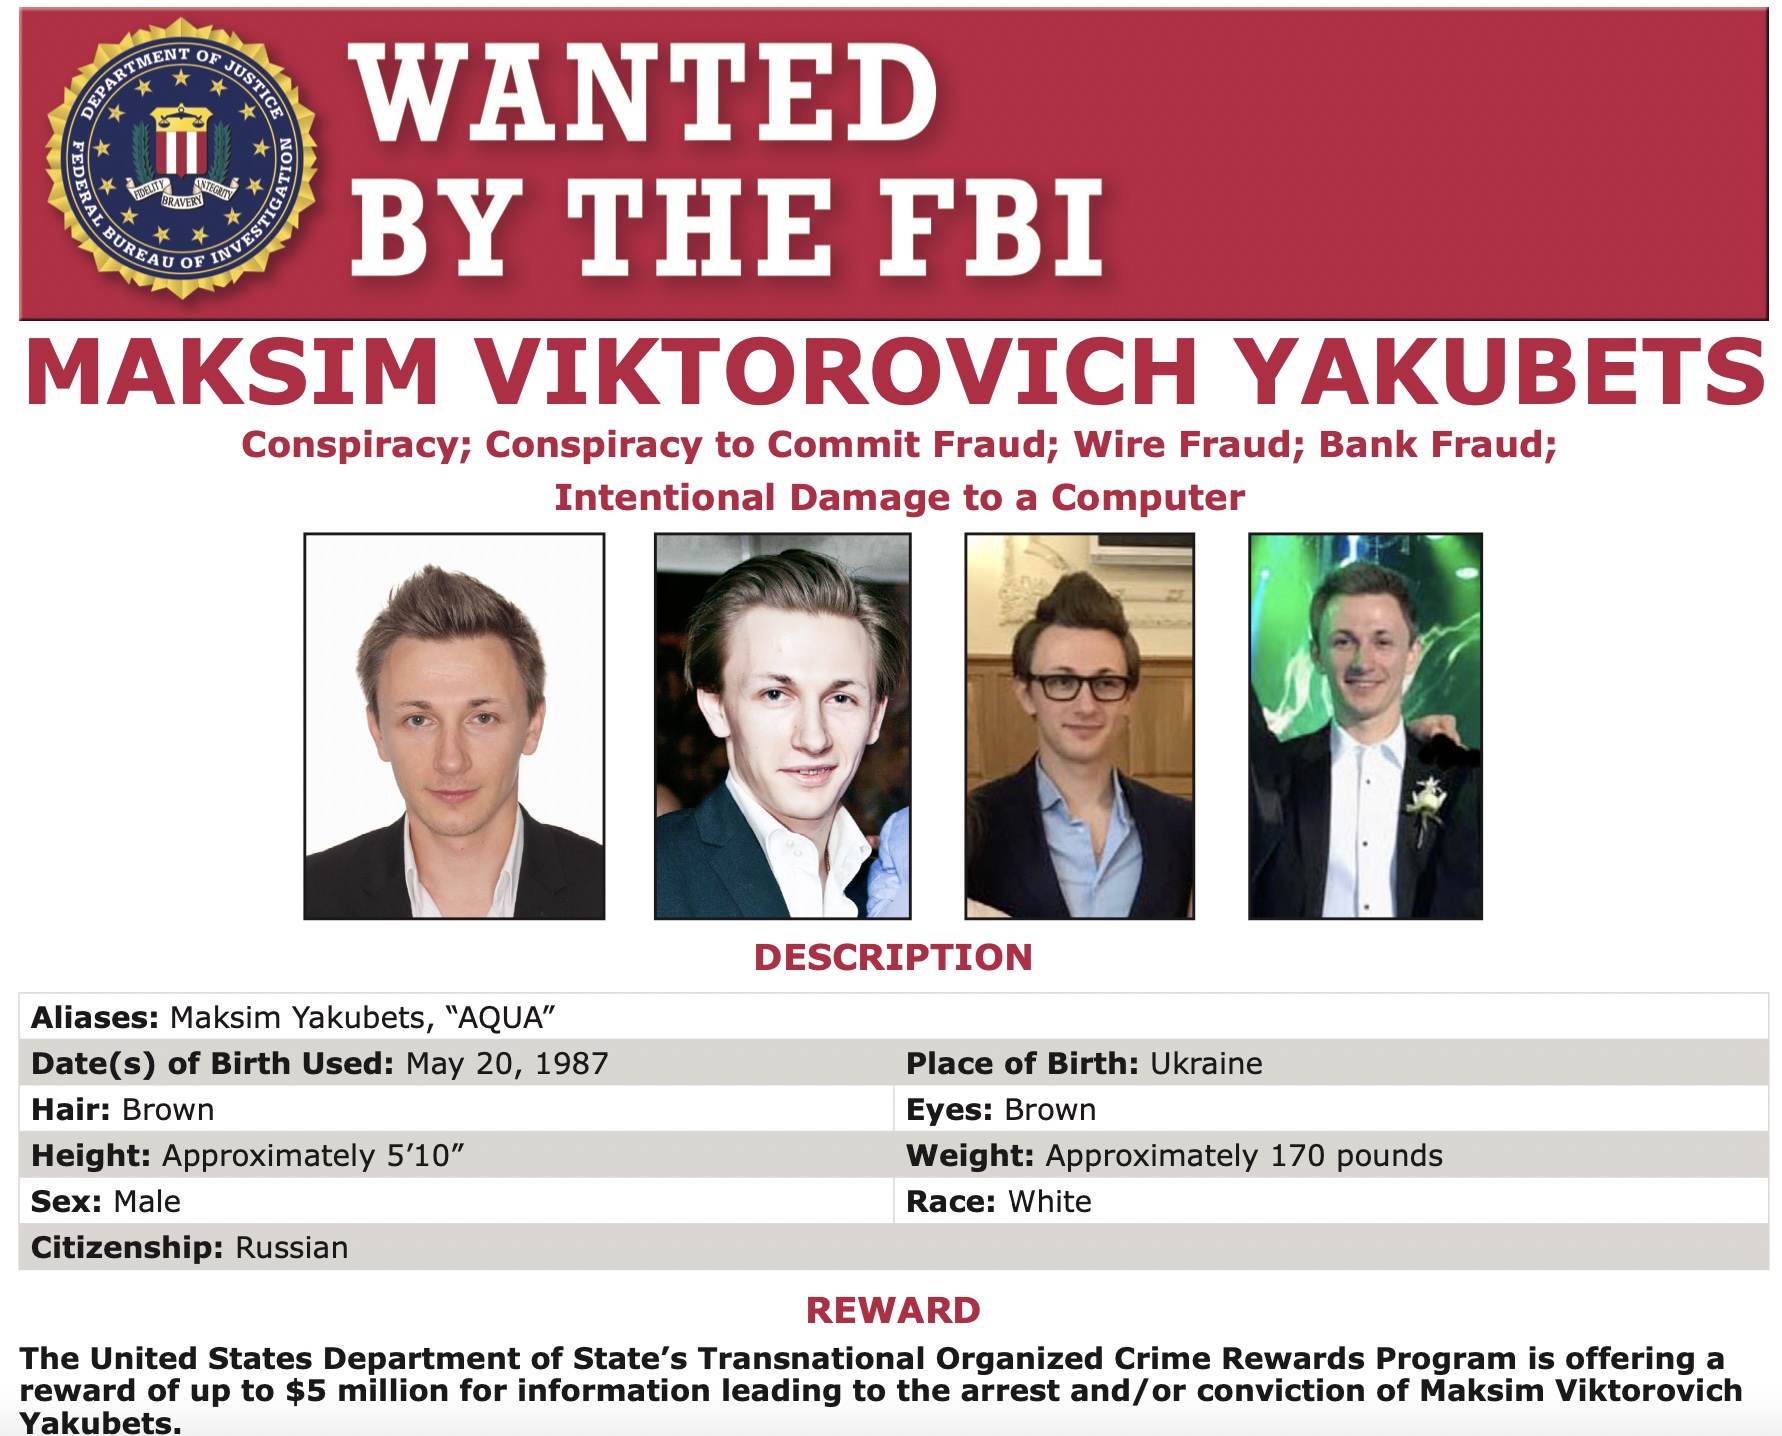 DEPARTMENT OF JUSTICE
FEDERAL BUREAU OF INVESTIGATION
FIDELITY BRAVERY INTEGRITY
WANTED
BY THE FBI
MAKSIM VIKTOROVICH YAKUBETS
Conspiracy; Conspiracy to Commit Fraud; Wire Fraud; Bank Fraud;
Intentional Damage to a Computer
DESCRIPTION
Aliases: Maksim Yakubets, “AQUA”
Date(s) of Birth Used: May 20, 1987 Place of Birth: Ukraine
Hair: Brown Eyes: Brown
Height: Approximately 5’10” Weight: Approximately 170 pounds
Sex: Male Race: White
Citizenship: Russian
REWARD
The United States Department of State’s Transnational Organized Crime Rewards Program is offering a
reward of up to $5 million for information leading to the arrest and/or conviction of Maksim Viktorovich
Yakubets.